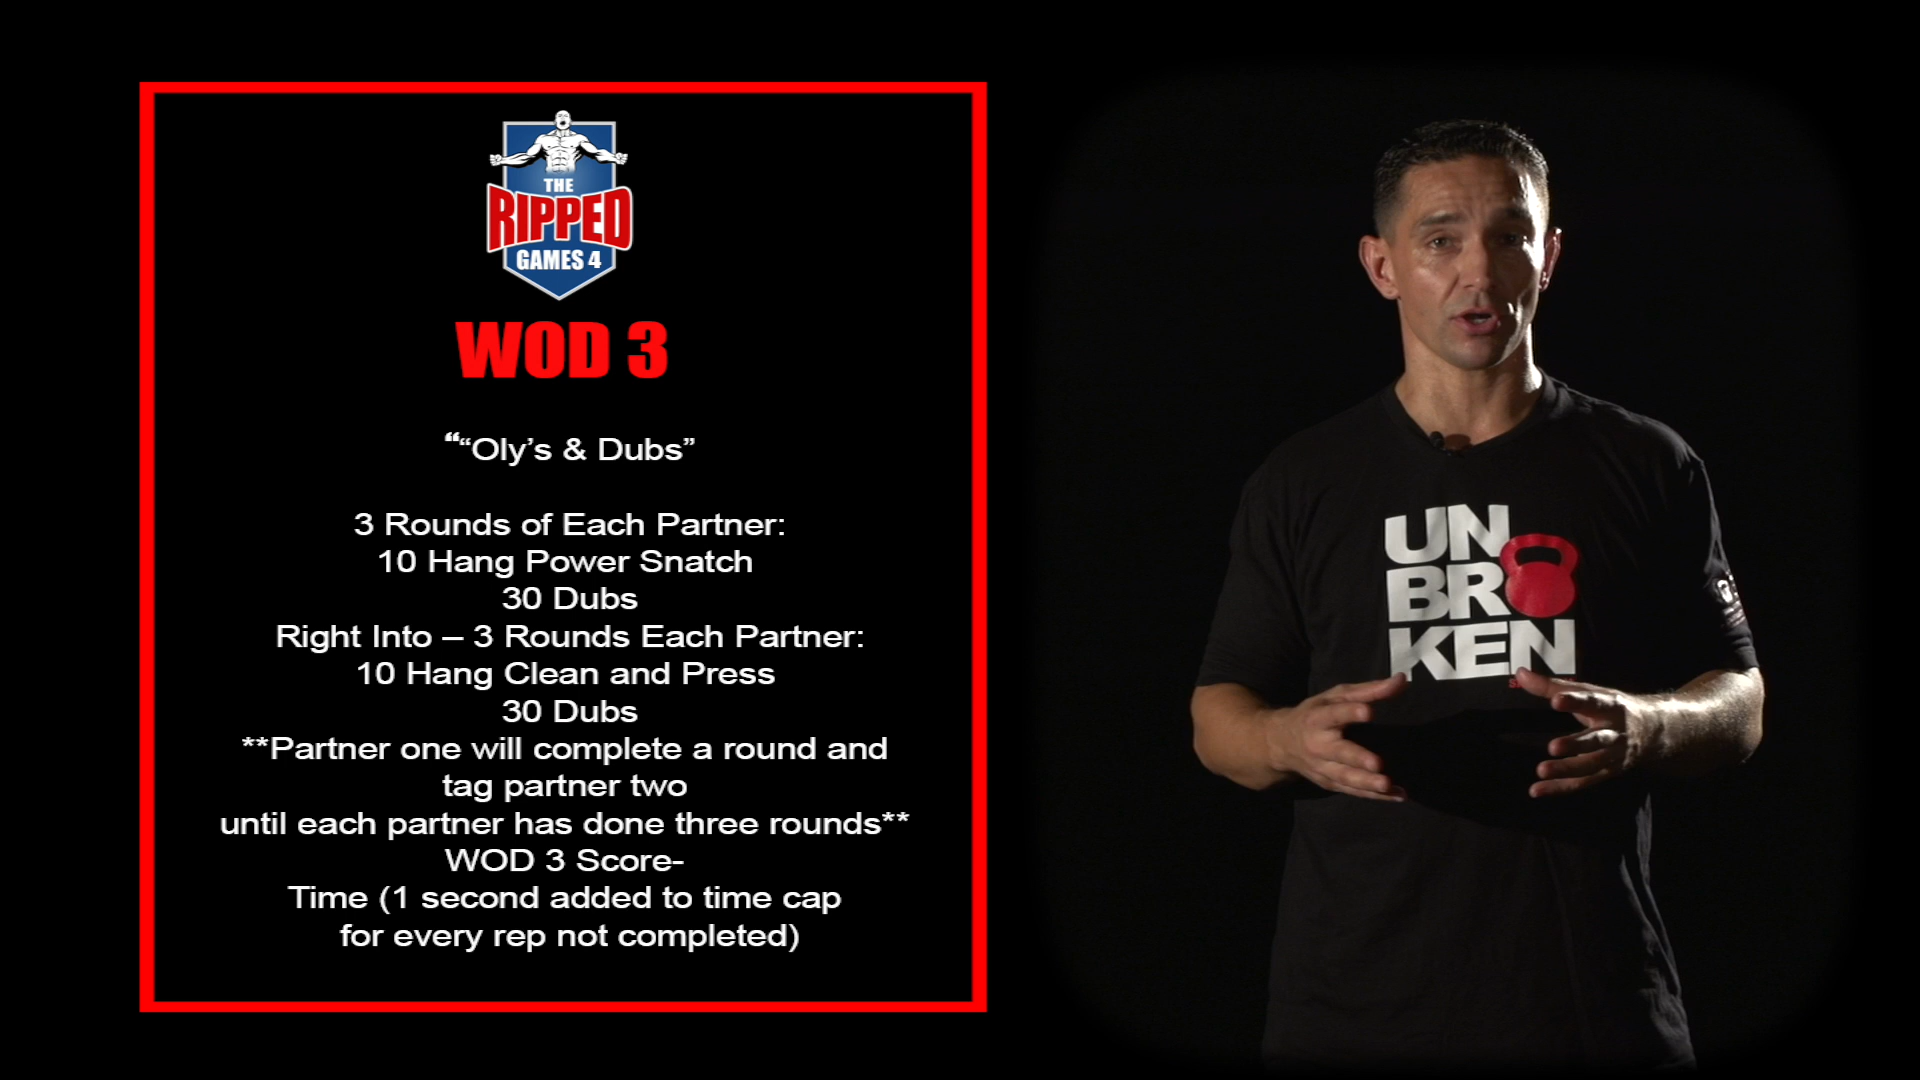 THE
RIPPED
GAMES 4
WOD 3
““Oly’s & Dubs”
3 Rounds of Each Partner:
10 Hang Power Snatch
30 Dubs
Right Into – 3 Rounds Each Partner:
10 Hang Clean and Press
30 Dubs
**Partner one will complete a round and
tag partner two
until each partner has done three rounds**
WOD 3 Score-
Time (1 second added to time cap
for every rep not completed)
UN
BRO
KEN